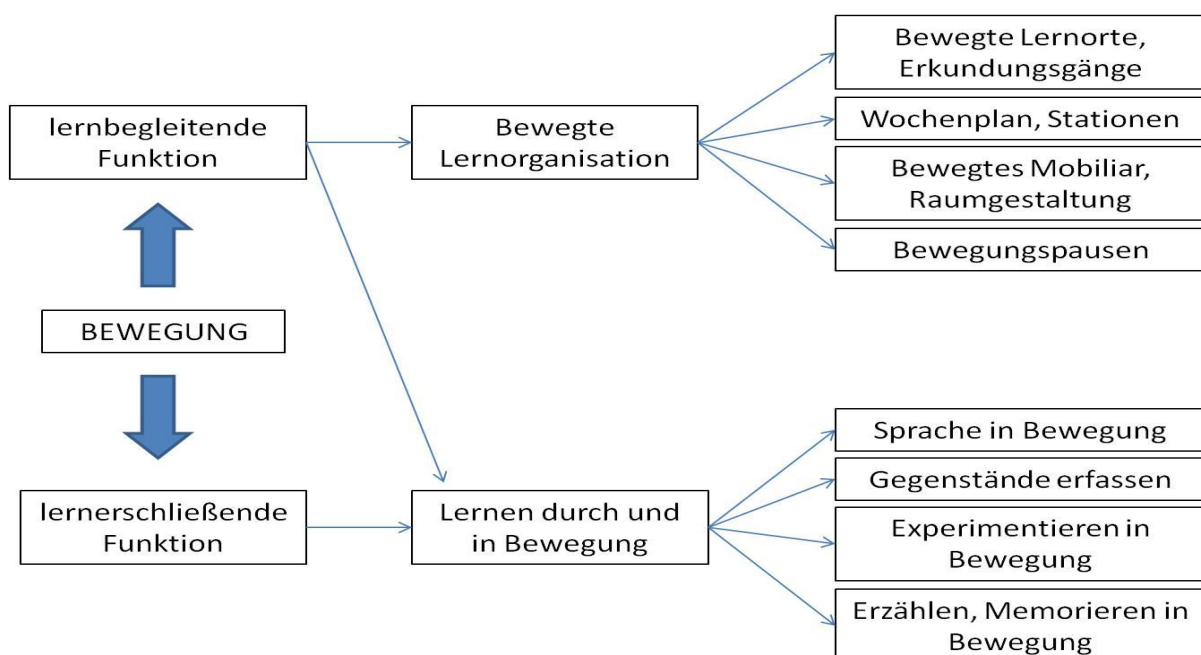 lernbegleitende
Funktion
BEWEGUNG
lernerschließende
Funktion
Bewegte
Lernorganisation
Lernen durch und
in Bewegung
Bewegte Lernorte,
Erkundungsgänge
Wochenplan, Stationen
Bewegtes Mobiliar,
Raumgestaltung
Bewegungspausen
Sprache in Bewegung
Gegenstände erfassen
Experimentieren in
Bewegung
Erzählen, Memorieren in
Bewegung